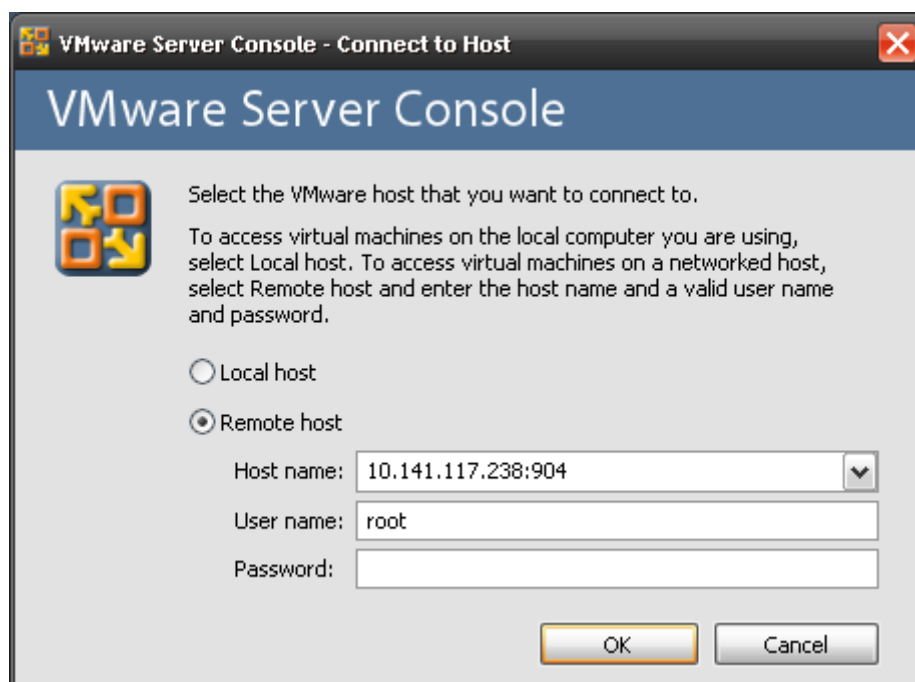 VMware Server Console - Connect to Host
VMware Server Console
Select the VMware host that you want to connect to.
To access virtual machines on the local computer you are using,
select Local host. To access virtual machines on a networked host,
select Remote host and enter the host name and a valid user name
and password.
Local host
Remote host
Host name: 10.141.117.238:904
User name: root
Password:
OK Cancel